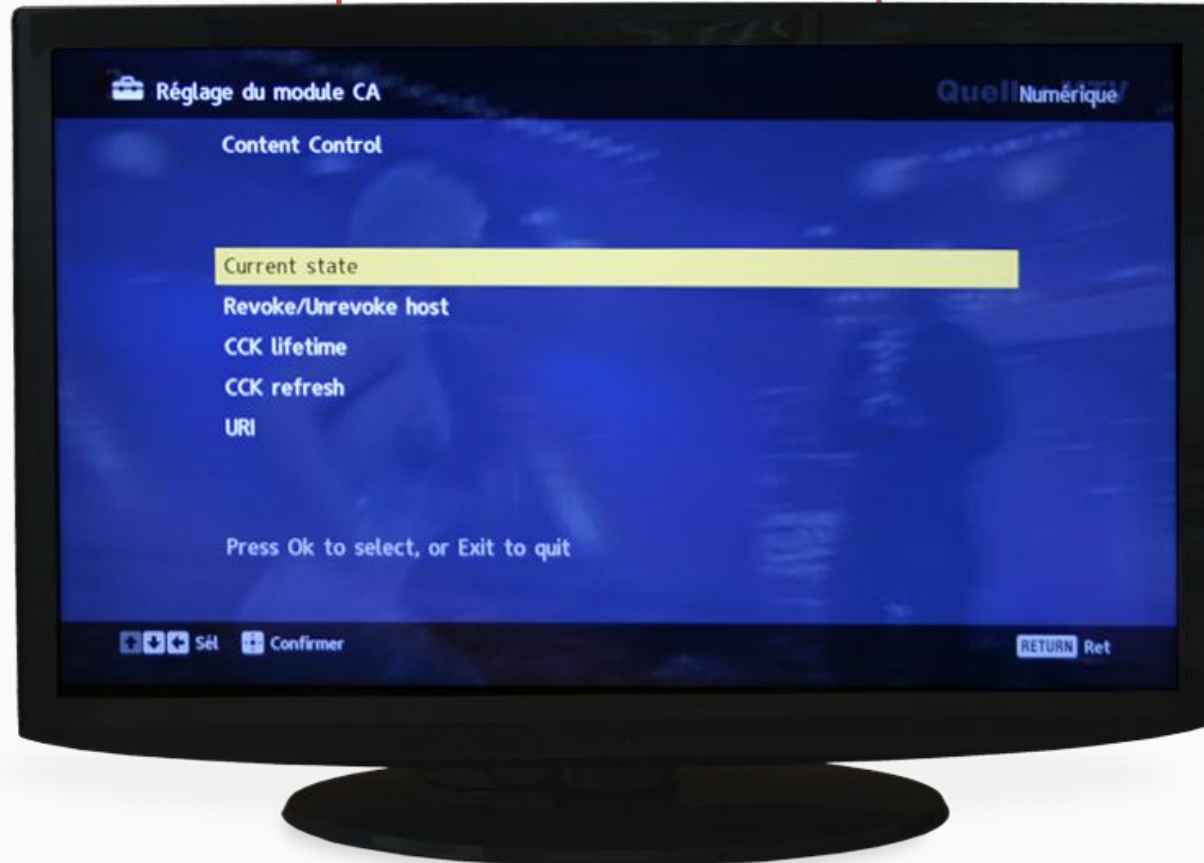 Réglage du module CA
Numérique
Content Control
Current state
Revoke/Unrevoke host
CCK lifetime
CCK refresh
URI
Press Ok to select, or Exit to quit
Sél Confirmer
RETURN Ret